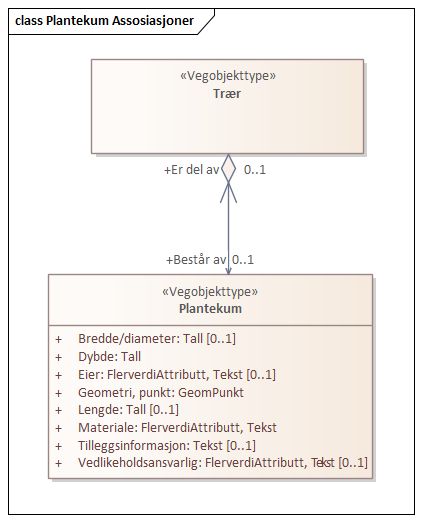 class Plantekum Assosiasjoner
«Vegobjekttype»
Trær
+Er del av 0..1
+Består av 0..1
«Vegobjekttype»
Plantekum
+ Bredde/diameter: Tall [0..1]
+ Dybde: Tall
+ Eier: FlerverdiAttributt, Tekst [0..1]
+ Geometri, punkt: GeomPunkt
+ Lengde: Tall [0..1]
+ Materiale: FlerverdiAttributt, Tekst
+ Tilleggsinformasjon: Tekst [0..1]
+ Vedlikeholdsansvarlig: FlerverdiAttributt, Tekst [0..1]